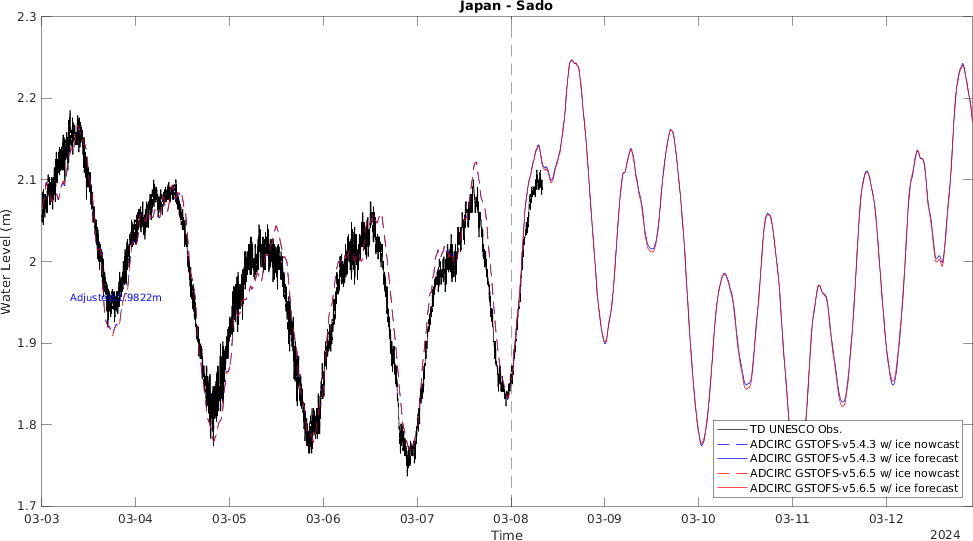 Japan - Sado
2.3
2.2
2.1
2
1.9
1.8
1.7
Water Level (m)
Adjusted
9822m
TD UNESCO Obs.
ADCIRC GSTOFS-v5.4.3 w/ ice nowcast
ADCIRC GSTOFS-v5.4.3 w/ ice forecast
ADCIRC GSTOFS-v5.6.5 w/ ice nowcast
ADCIRC GSTOFS-v5.6.5 w/ ice forecast
03-03
03-04
03-05
03-06
03-07
03-08
03-09
03-10
03-11
03-12
Time
2024